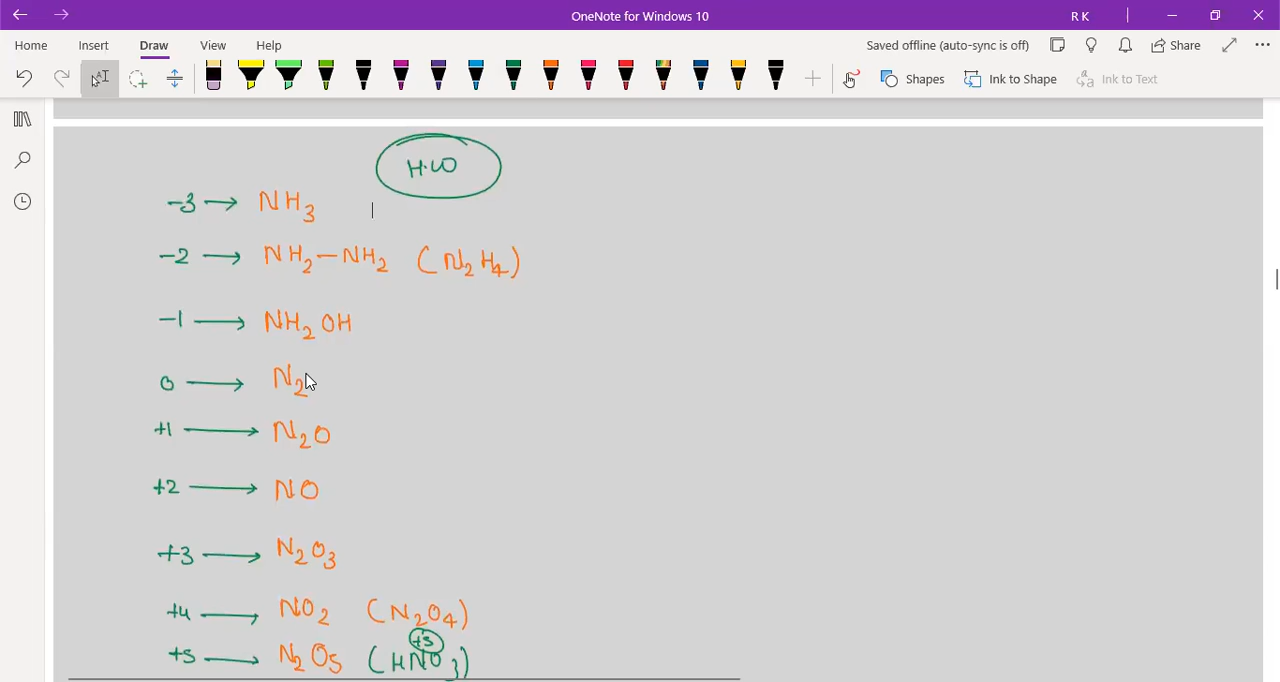 OneNote for Windows 10
R K
Home Insert Draw View Help
Saved offline (auto-sync is off)
Share
Shapes
Ink to Shape
Ink to Text
H.W
-3 → NH3
-2 → NH2-NH2 (N2H4)
-1 → NH2OH
0 → N2
+1 → N2O
+2 → NO
+3 → N2O3
+4 → NO2 (N2O4)
+5
+5 → N2O5 (HNO3)